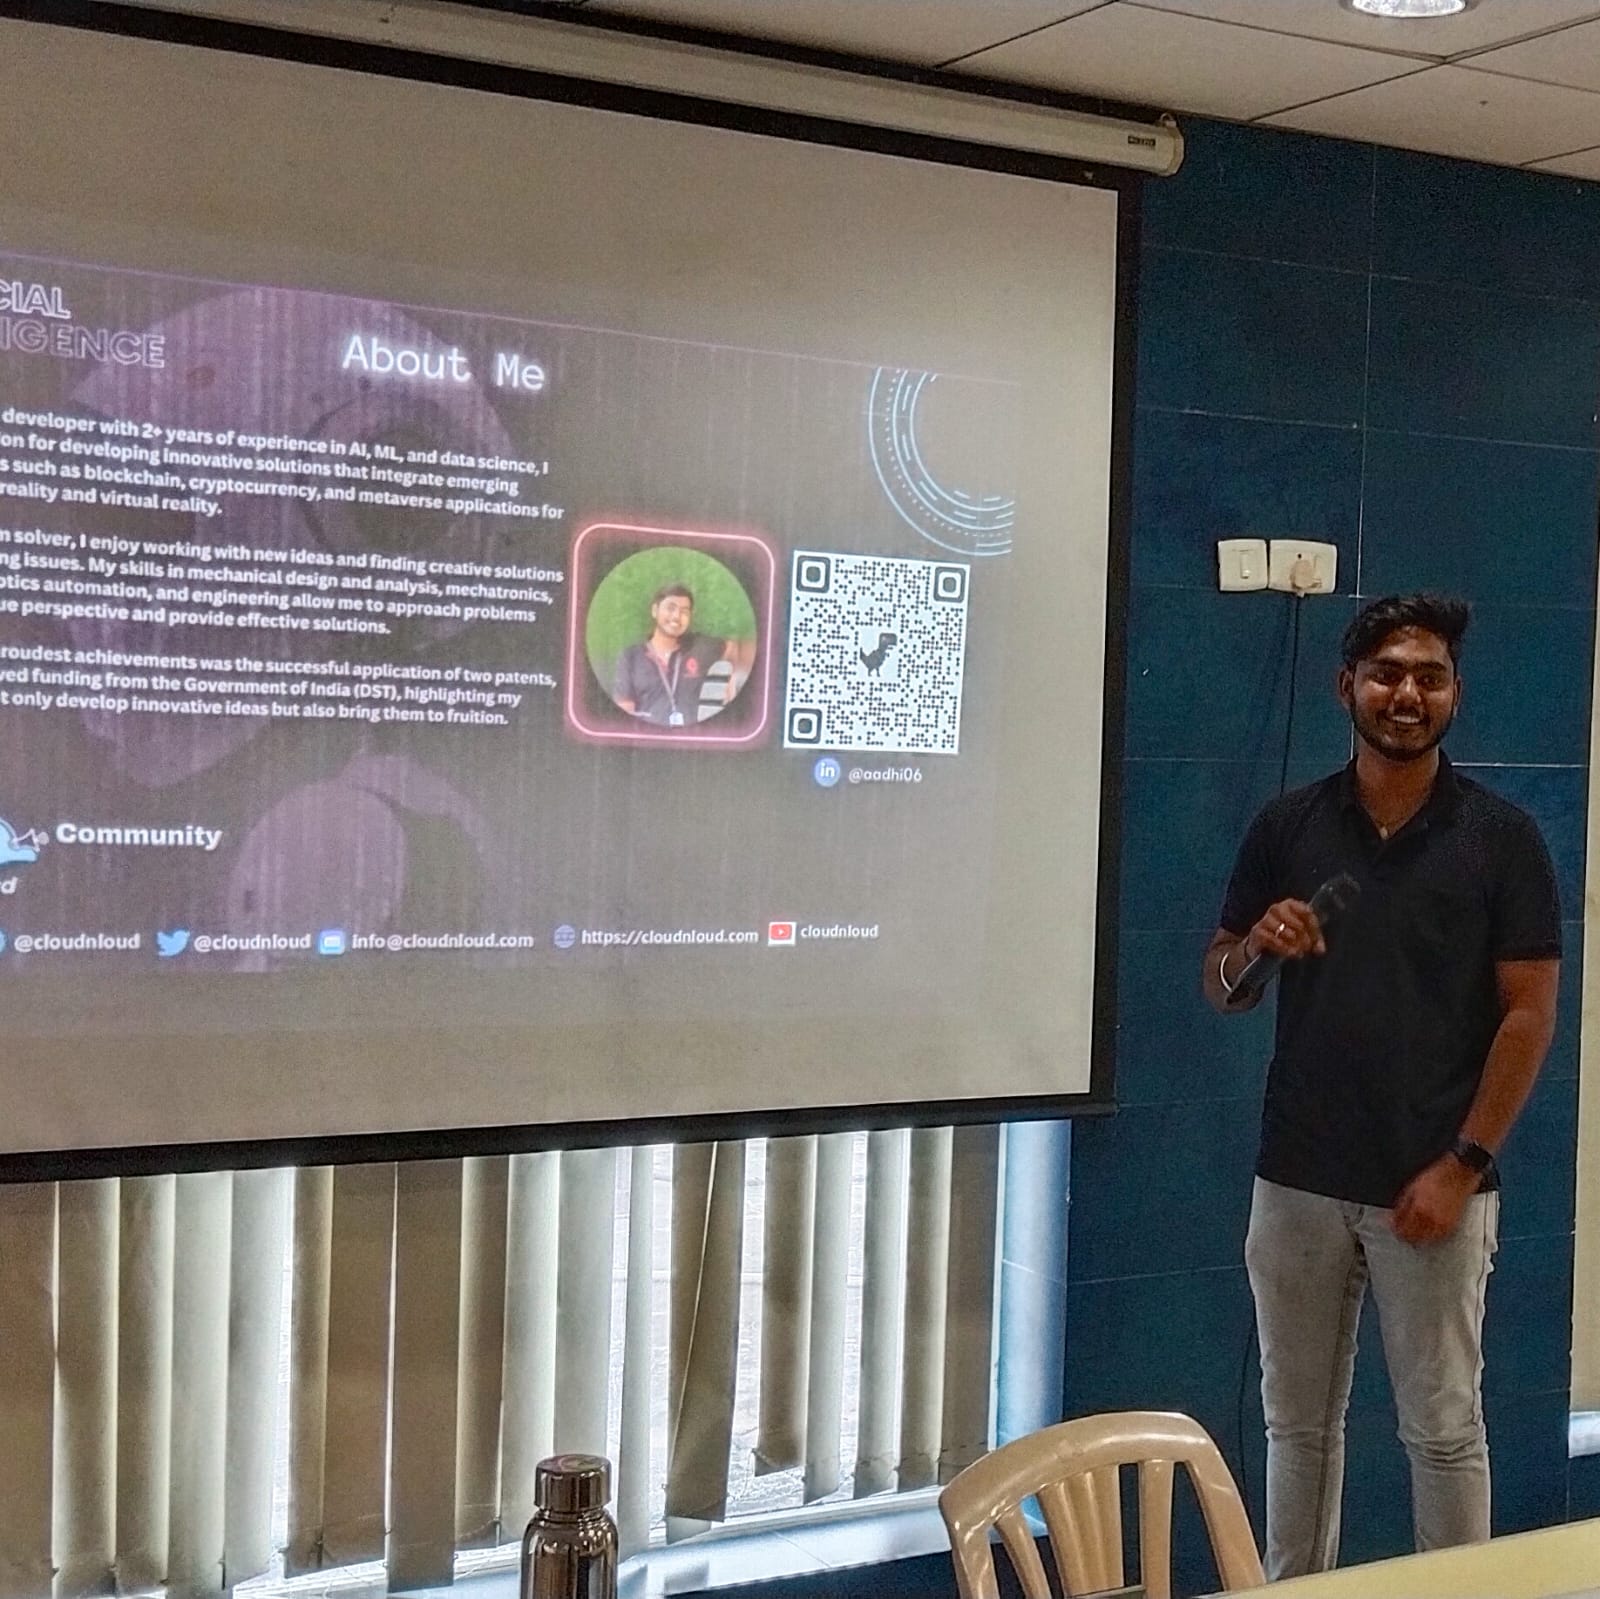 CIAL
IGENCE
About Me
developer with 2+ years of experience in AI, ML, and data science, I
on for developing innovative solutions that integrate emerging
s such as blockchain, cryptocurrency, and metaverse applications for
reality and virtual reality.
m solver, I enjoy working with new ideas and finding creative solutions
ng issues. My skills in mechanical design and analysis, mechatronics,
otics automation, and engineering allow me to approach problems
ue perspective and provide effective solutions.
roudest achievements was the successful application of two patents,
ved funding from the Government of India (DST), highlighting my
t only develop innovative ideas but also bring them to fruition.
in @aadhi06
Community
d
@cloudnloud @cloudnloud info@cloudnloud.com https://cloudnloud.com cloudnloud